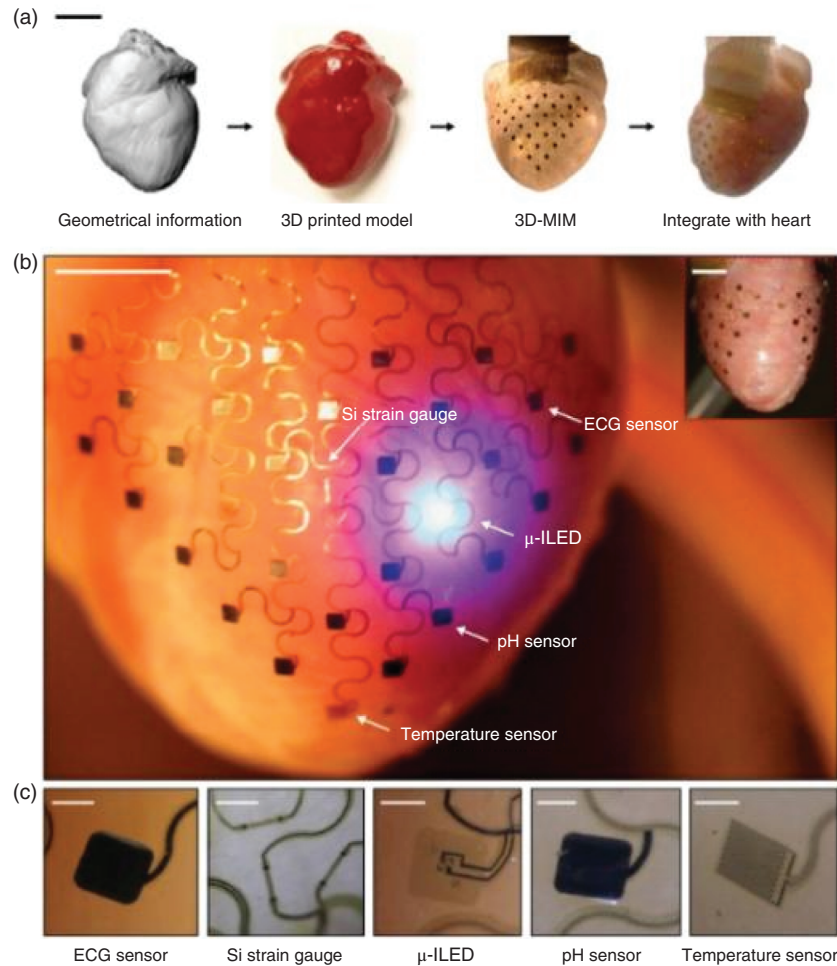 (a)
Geometrical information
3D printed model
3D-MIM
Integrate with heart
(b)
Si strain gauge
ECG sensor
μ-ILED
pH sensor
Temperature sensor
(c)
ECG sensor
Si strain gauge
μ-ILED
pH sensor
Temperature sensor